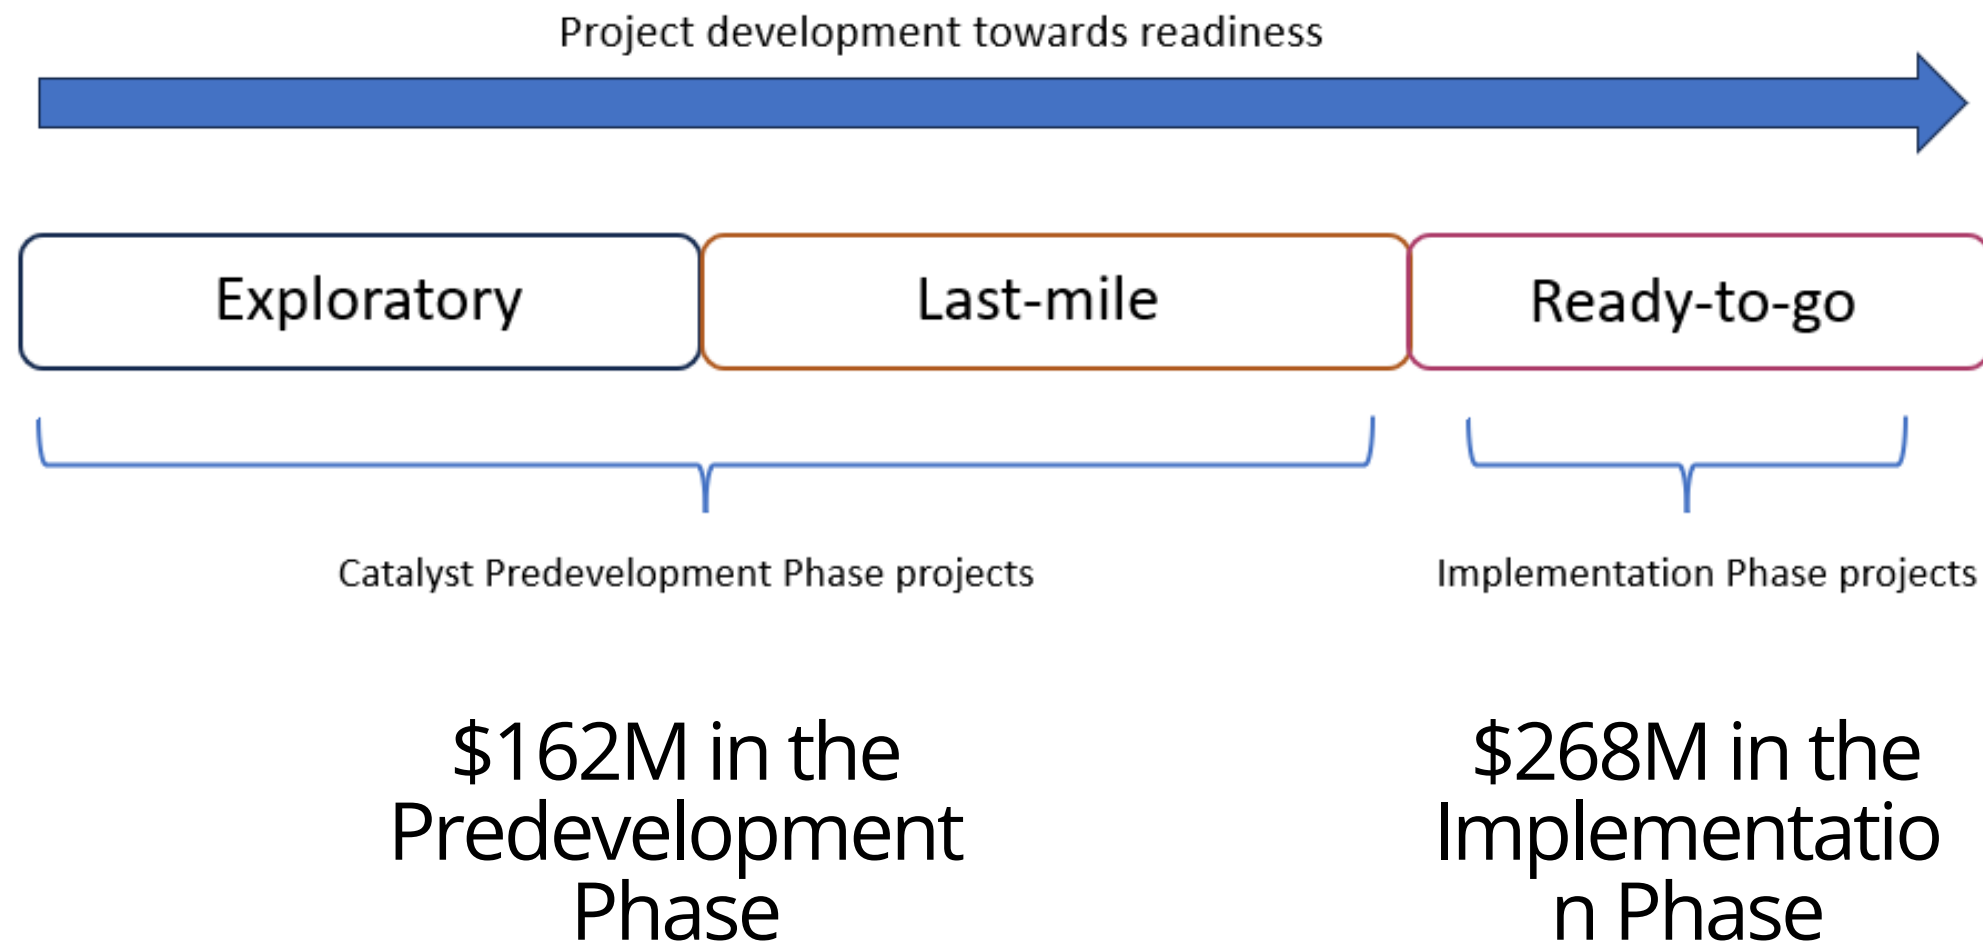 Project development towards readiness
Exploratory
Last-mile
Ready-to-go
Catalyst Predevelopment Phase projects
Implementation Phase projects
$162M in the
Predevelopment
Phase
$268M in the
Implementatio
n Phase